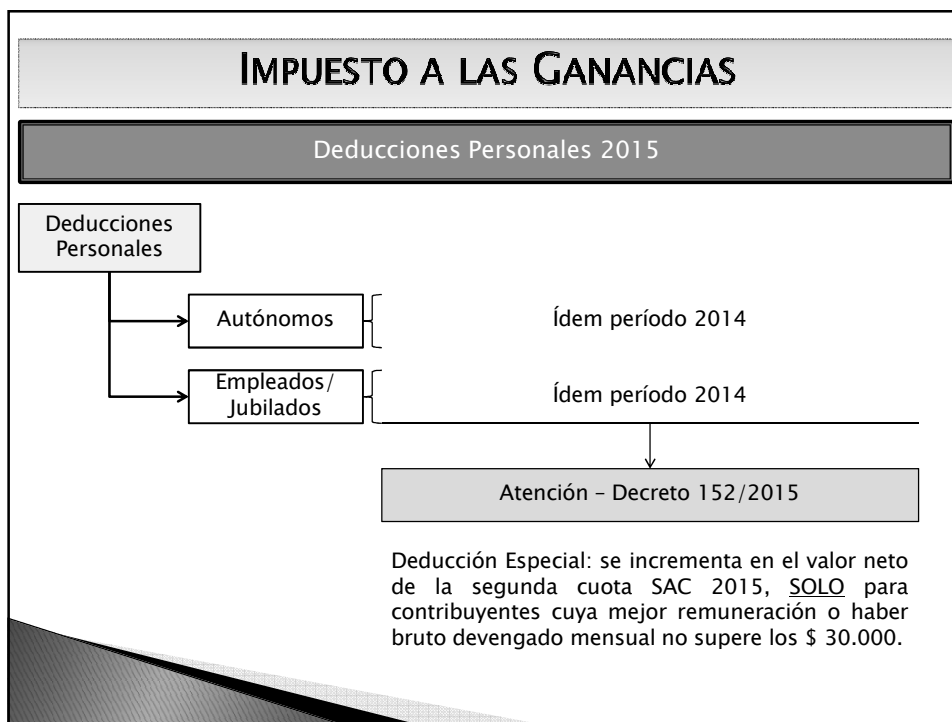 IMPUESTO A LAS GANANCIAS
Deducciones Personales 2015
Deducciones
Personales
Autónomos
Ídem período 2014
Empleados/
Jubilados
Ídem período 2014
Atención – Decreto 152/2015
Deducción Especial: se incrementa en el valor neto
de la segunda cuota SAC 2015, SOLO para
contribuyentes cuya mejor remuneración o haber
bruto devengado mensual no supere los $ 30.000.